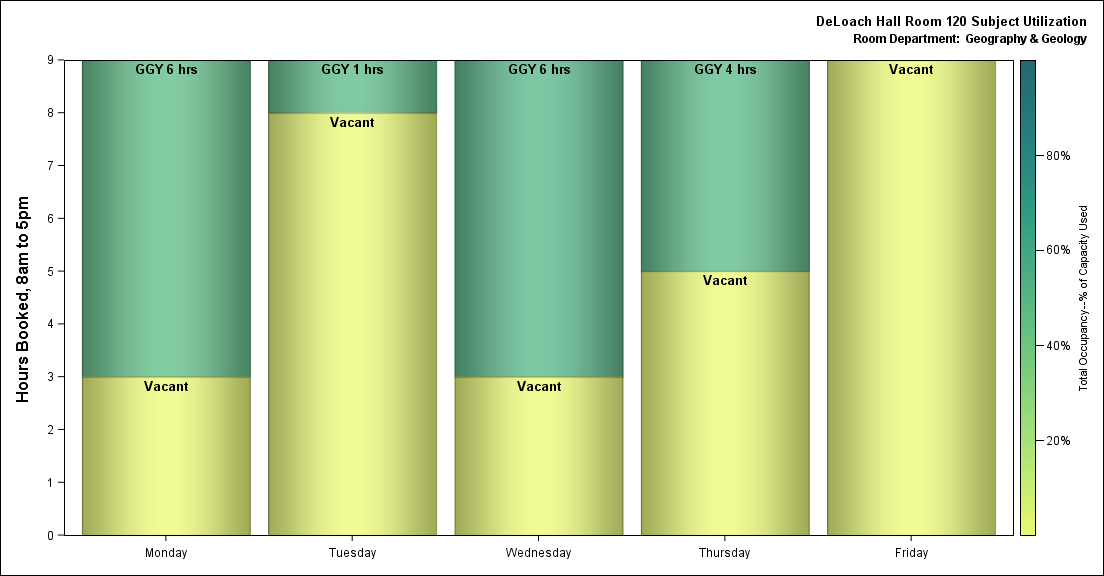 DeLoach Hall Room 120 Subject Utilization
Room Department: Geography & Geology
Hours Booked, 8am to 5pm
9
8
7
6
5
4
3
2
1
0
GGY 6 hrs
Vacant
GGY 1 hrs
Vacant
GGY 6 hrs
Vacant
GGY 4 hrs
Vacant
Vacant
Monday
Tuesday
Wednesday
Thursday
Friday
80%
60%
40%
20%
Total Occupancy--% of Capacity Used